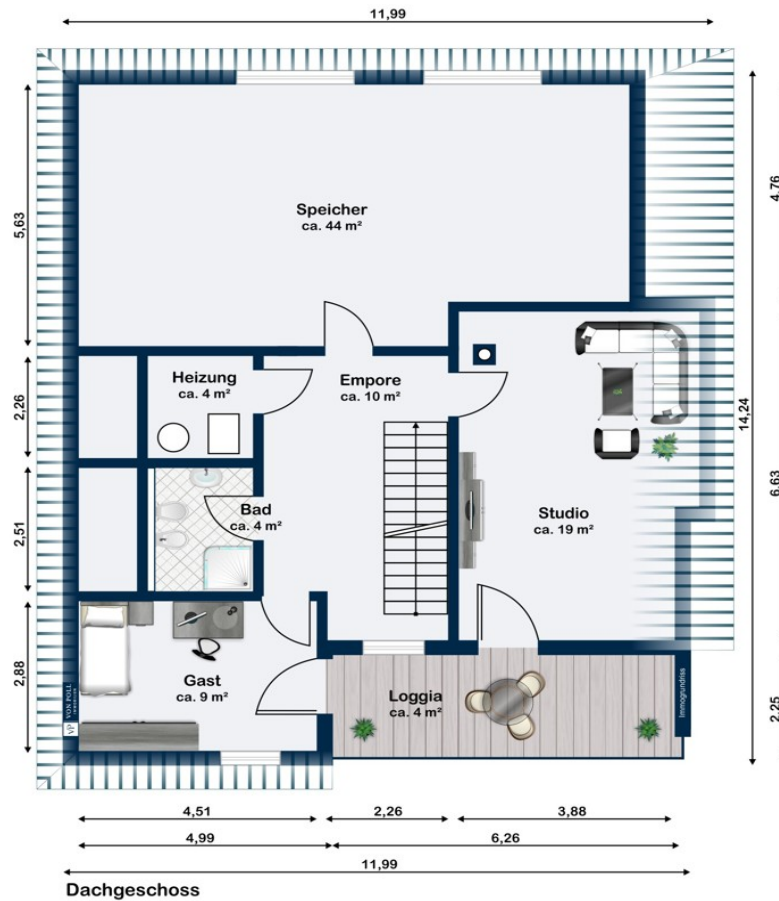 11,99
5,63
4,76
Speicher
ca. 44 m²
2,26
Heizung
ca. 4 m²
Empore
ca. 10 m²
14,24
6,63
2,51
Bad
ca. 4 m²
Studio
ca. 19 m²
2,88
Gast
ca. 9 m²
Loggia
ca. 4 m²
2,25
VP VON POLL
Immogrundriss
4,51
2,26
3,88
4,99
6,26
11,99
Dachgeschoss